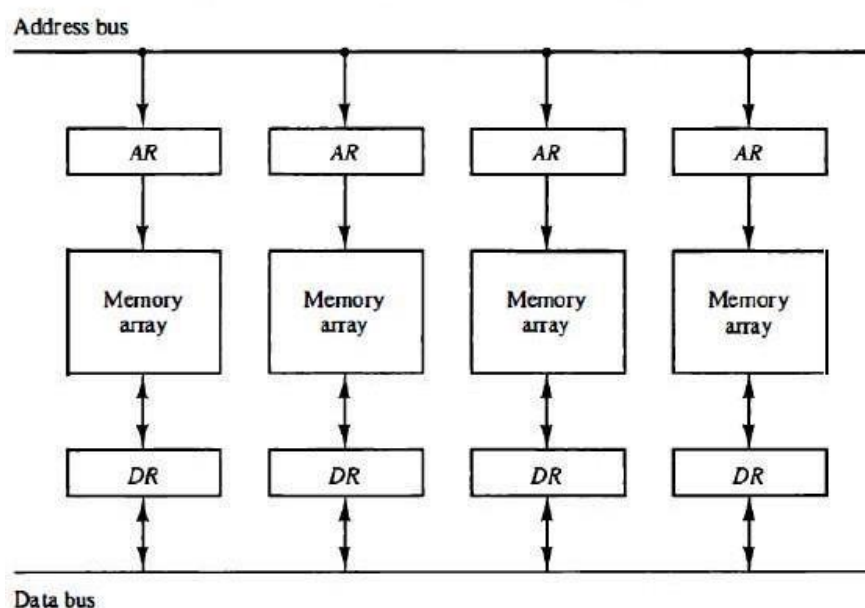 Address bus
AR AR AR AR
Memory array Memory array Memory array Memory array
DR DR DR DR
Data bus